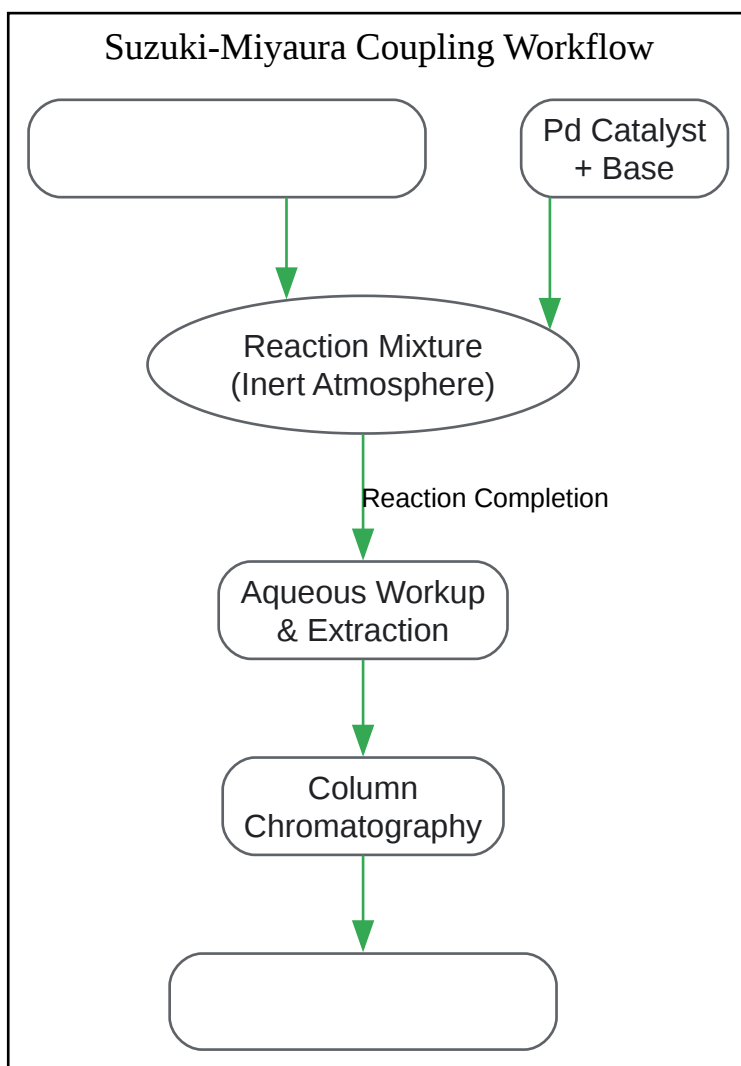 Suzuki-Miyaura Coupling Workflow
Pd Catalyst
+ Base
Reaction Mixture
(Inert Atmosphere)
Reaction Completion
Aqueous Workup
& Extraction
Column
Chromatography